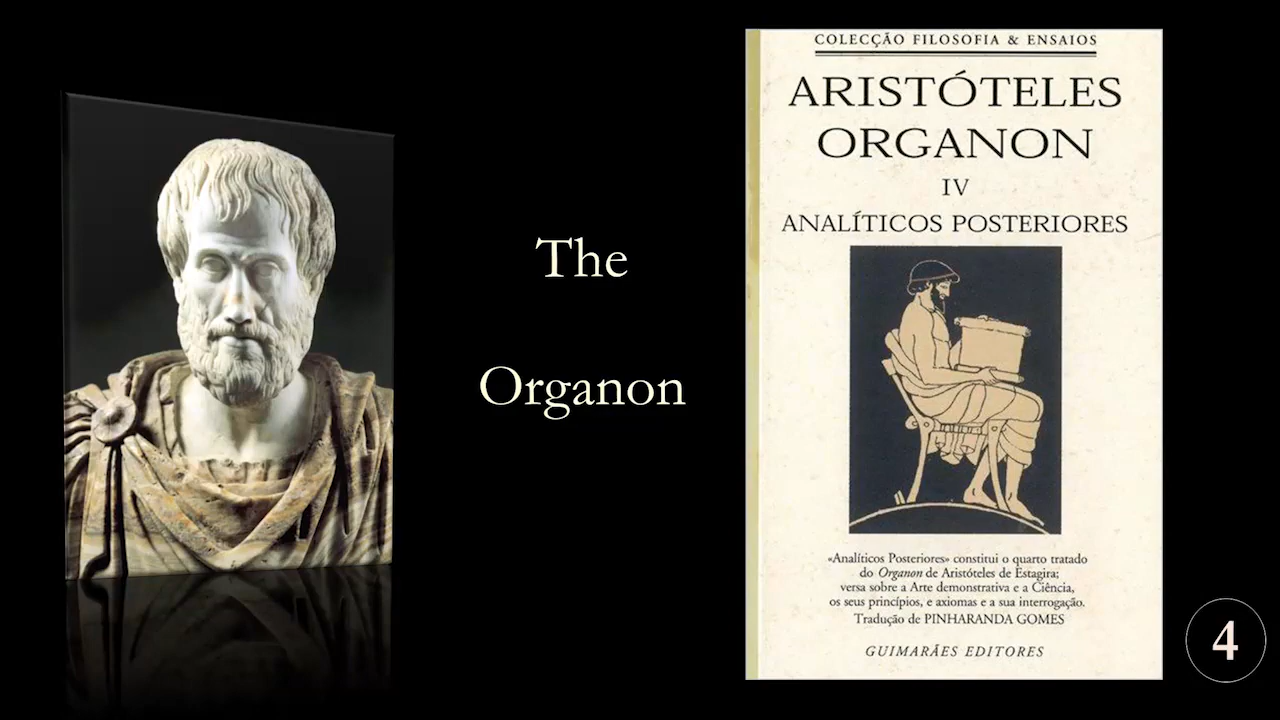 The
Organon
COLECÇÃO FILOSOFIA & ENSAIOS
ARISTÓTELES
ORGANON
IV
ANALÍTICOS POSTERIORES
«Analíticos Posteriores» constitui o quarto tratado
do Organon de Aristóteles de Estagira;
versa sobre a Arte demonstrativa e a Ciência,
os seus princípios, e axiomas e a sua interrogação.
Tradução de PINHARANDA GOMES
GUIMARÃES EDITORES
4